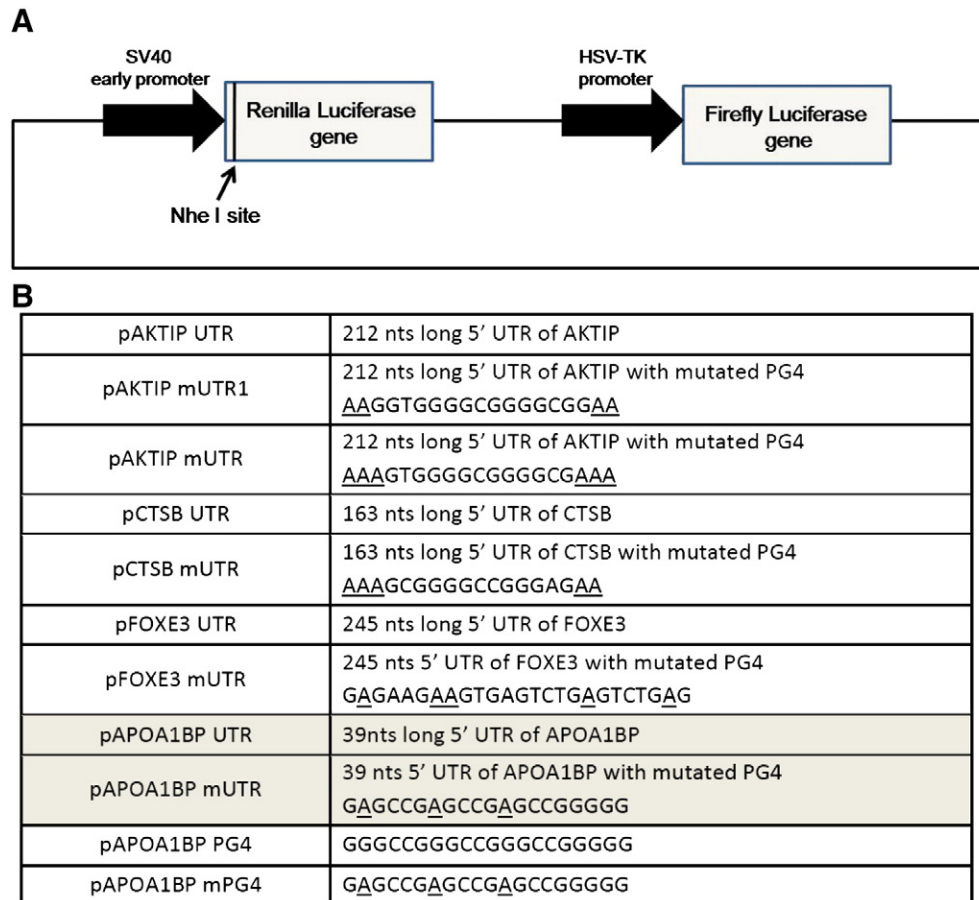 A
SV40
early promoter
HSV-TK
promoter
Renilla Luciferase
gene
Firefly Luciferase
gene
Nhe I site
B
pAKTIP UTR
212 nts long 5’ UTR of AKTIP
pAKTIP mUTR1
212 nts long 5’ UTR of AKTIP with mutated PG4
AAGGTGGGGCGGGGCGGAA
pAKTIP mUTR
212 nts long 5’ UTR of AKTIP with mutated PG4
AAAGTGGGGCGGGGCGAAA
pCTSB UTR
163 nts long 5’ UTR of CTSB
pCTSB mUTR
163 nts long 5’ UTR of CTSB with mutated PG4
AAAGCGGGGCCGGGAGAA
pFOXE3 UTR
245 nts long 5’ UTR of FOXE3
pFOXE3 mUTR
245 nts 5’ UTR of FOXE3 with mutated PG4
GAGAAGAAGTGAGTCTGAGTCTGAG
pAPOA1BP UTR
39nts long 5’ UTR of APOA1BP
pAPOA1BP mUTR
39 nts 5’ UTR of APOA1BP with mutated PG4
GAGCCGAGCCGAGCCGGGGG
pAPOA1BP PG4
GGGCCGGGCCGGGCCGGGGG
pAPOA1BP mPG4
GAGCCGAGCCGAGCCGGGGG